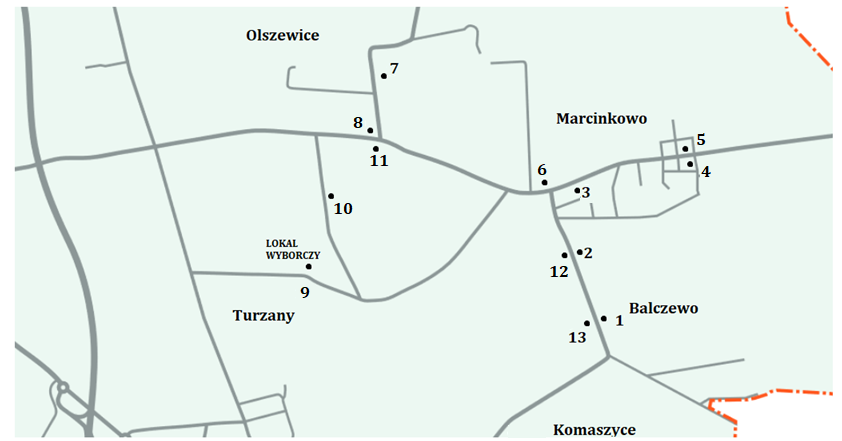 Olszewice
7
Marcinkowo
8
5
11
4
6
3
10
LOKAL
WYBORCZY
2
12
9
Turzany
Balczewo
1
13
Komaszyce